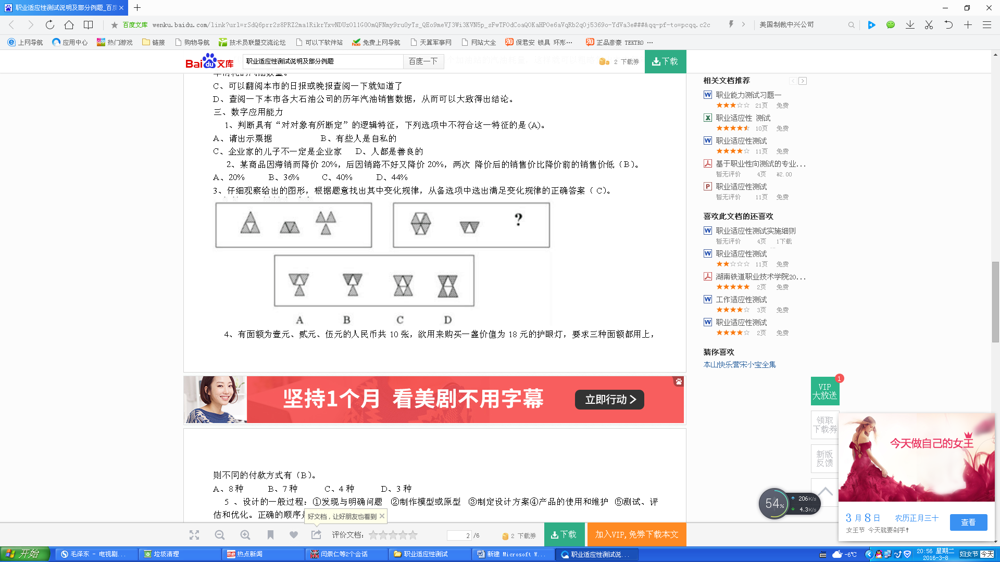 职业适应性测试说明及部分例题_百度
百度文库 wenku.baidu.com/link?url=rSdQ6prr2s8PRZ2ma1RikrYxvNDUzOl1G0OmQFNmy9ruOyTs_QEo9meVJ3Wi3KVN5p_sFwTFOdCoaQOKaHPOe6aVqRb2qOj5369o-YdVa3e###&qq-pf-to=pcqq.c2c 美国制裁中兴公司
上网导航 应用中心 热门游戏 链接 购物导航 技术员联盟交流论坛 可以下软件站 免费上网导航 天翼军事网 网站大全 保君安 锁具 环形… 正品彦豪 TEKTRO …
Baidu文库 职业适应性测试说明及部分例题 百度一下 2 下载券 下载
C、可以翻阅本市的日报或晚报查阅一下就知道了
D、查阅一下本市各大石油公司的历年汽油销售数据，从而可以大致得出结论。
三、数字应用能力
1、判断具有“对对象有所断定”的逻辑特征，下列选项中不符合这一特征的是(A)。
A、请出示票据 B、有些人是自私的
C、企业家的儿子不一定是企业家 D、人都是善良的
2、某商品因滞销而降价20%，后因销路不好又降价20%，两次 降价后的销售价比降价前的销售价低（B）。
A、20% B、36% C、40% D、44%
3、仔细观察给出的图形，根据题意找出其中变化规律，从备选项中选出满足变化规律的正确答案（ C）。
?
A B C D
4、有面额为壹元、贰元、伍元的人民币共 10 张，欲用来购买一盏价值为 18 元的护眼灯，要求三种面额都用上，
坚持1个月 看美剧不用字幕 立即行动 >
则不同的付款方式有（B）。
A、8 种 B、7 种 C、4 种 D、3 种
5 、设计的一般过程：①发现与明确问题 ②制作模型或原型 ③制定设计方案④产品的使用和维护 ⑤测试、评
估和优化。正确的顺序是
好文档，让好朋友也看到
评价文档： 2 /6 2 下载券 下载 加入VIP,免券下载本文
相关文档推荐
职业能力测试习题一
21页 免费
职业适应性 测试
10页 免费
职业适应性测试
11页 免费
基于职业性向测试的专业...
暂无评价 4页 ¥2.00
职业适应性测试
暂无评价 11页 免费
喜欢此文档的还喜欢
职业适应性测试实施细则
暂无评价 4页 1下载
职业适应性测试
11页 免费
湖南铁道职业技术学院20...
2页 免费
工作适应性测试
3页 免费
职业适应性测试
2页 免费
猜你喜欢
本山快乐营宋小宝全集
VIP
大放送
1
领取
下载券
新版
反馈
今天做自己的女王
54%
206K/s
4.3K/s
3 月 8 日 农历正月三十
女王节 今天就要剁手!
查看
开始 毛泽东 - 电视剧... 垃圾清理 热点新闻 闫崇仁等2个会话 职业适应性测试 新建 Microsoft W... 职业适应性测试说... -6℃ 20:56 星期二
2016-3-8
妇女节 今天